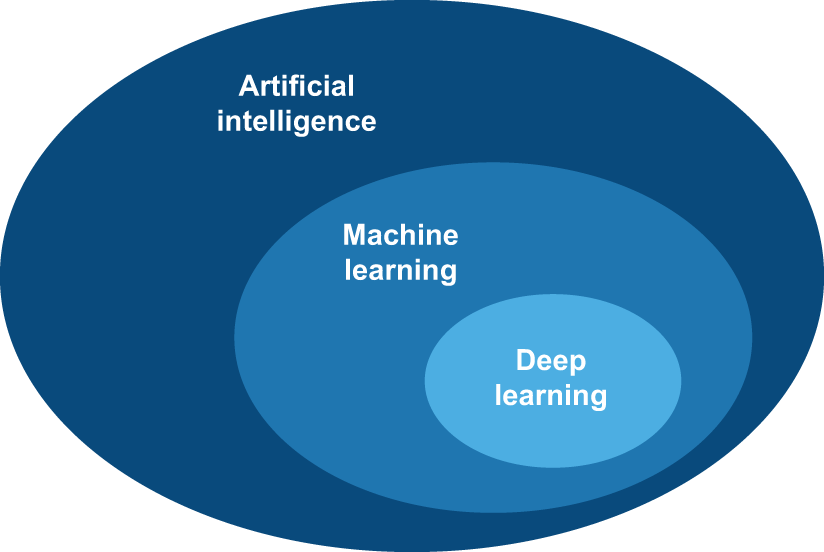 Artificial
intelligence
Machine
learning
Deep
learning